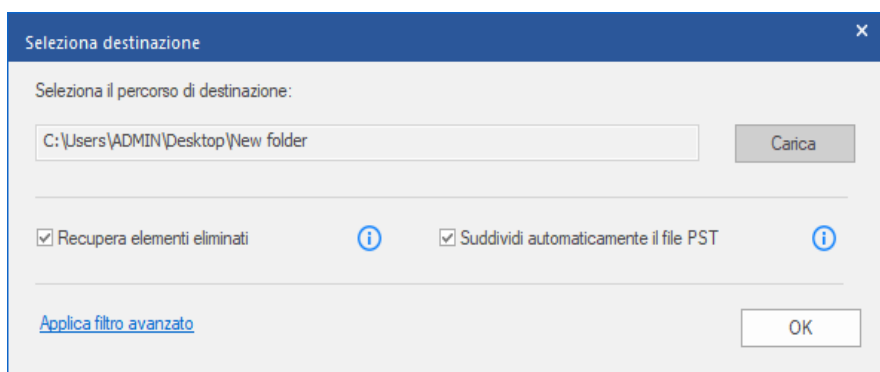 Seleziona destinazione
Seleziona il percorso di destinazione:
C:\Users\ADMIN\Desktop\New folder
Carica
Recupera elementi eliminati
Suddividi automaticamente il file PST
Applica filtro avanzato
OK